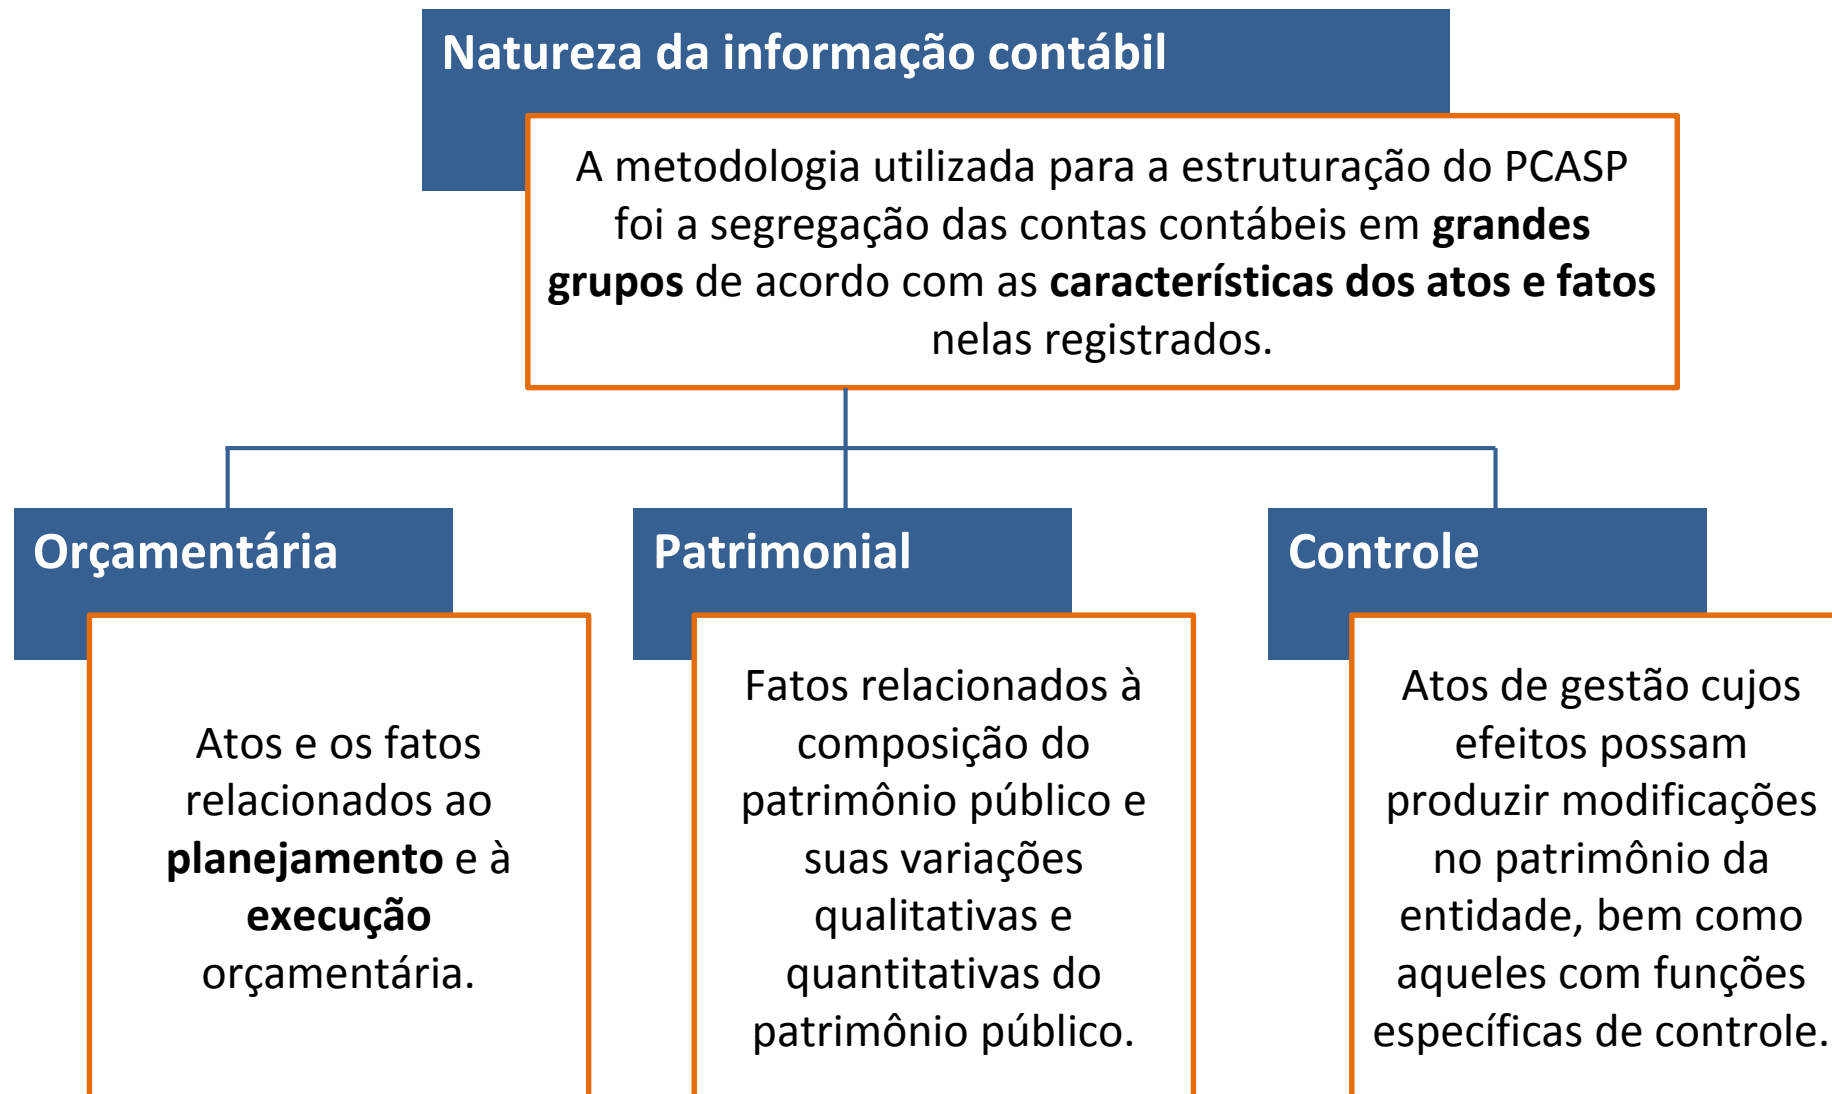 Natureza da informação contábil
A metodologia utilizada para a estruturação do PCASP
foi a segregação das contas contábeis em grandes
grupos de acordo com as características dos atos e fatos
nelas registrados.
Orçamentária
Atos e os fatos
relacionados ao
planejamento e à
execução
orçamentária.
Patrimonial
Fatos relacionados à
composição do
patrimônio público e
suas variações
qualitativas e
quantitativas do
patrimônio público.
Controle
Atos de gestão cujos
efeitos possam
produzir modificações
no patrimônio da
entidade, bem como
aqueles com funções
específicas de controle.